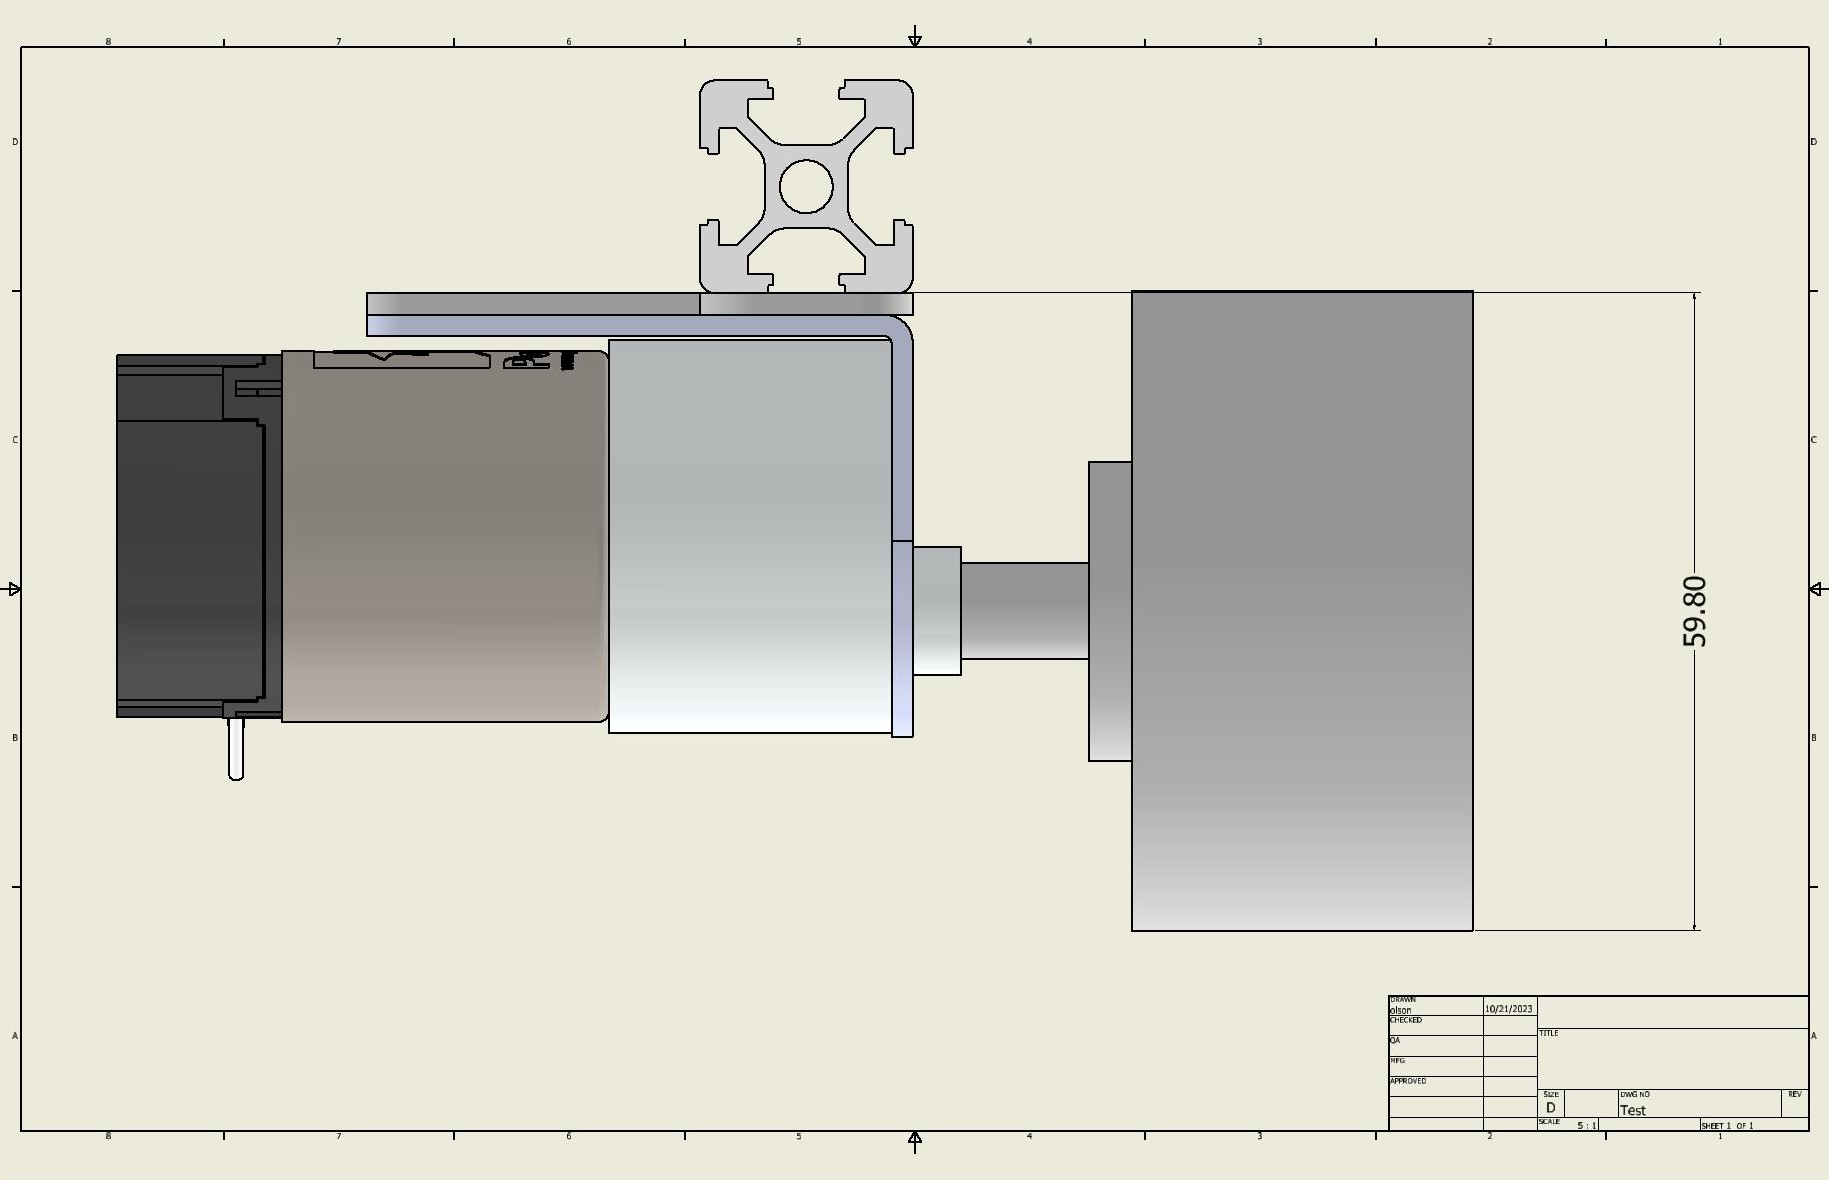 8 7 6 5 4 3 2 1
D D
C C
59.80
B B
A A
DRAWN
olson 10/21/2023
CHECKED
QA
MFG
APPROVED
TITLE
SIZE
D
DWG NO
Test
REV
SCALE 5 : 1
SHEET 1 OF 1
8 7 6 5 4 3 2 1